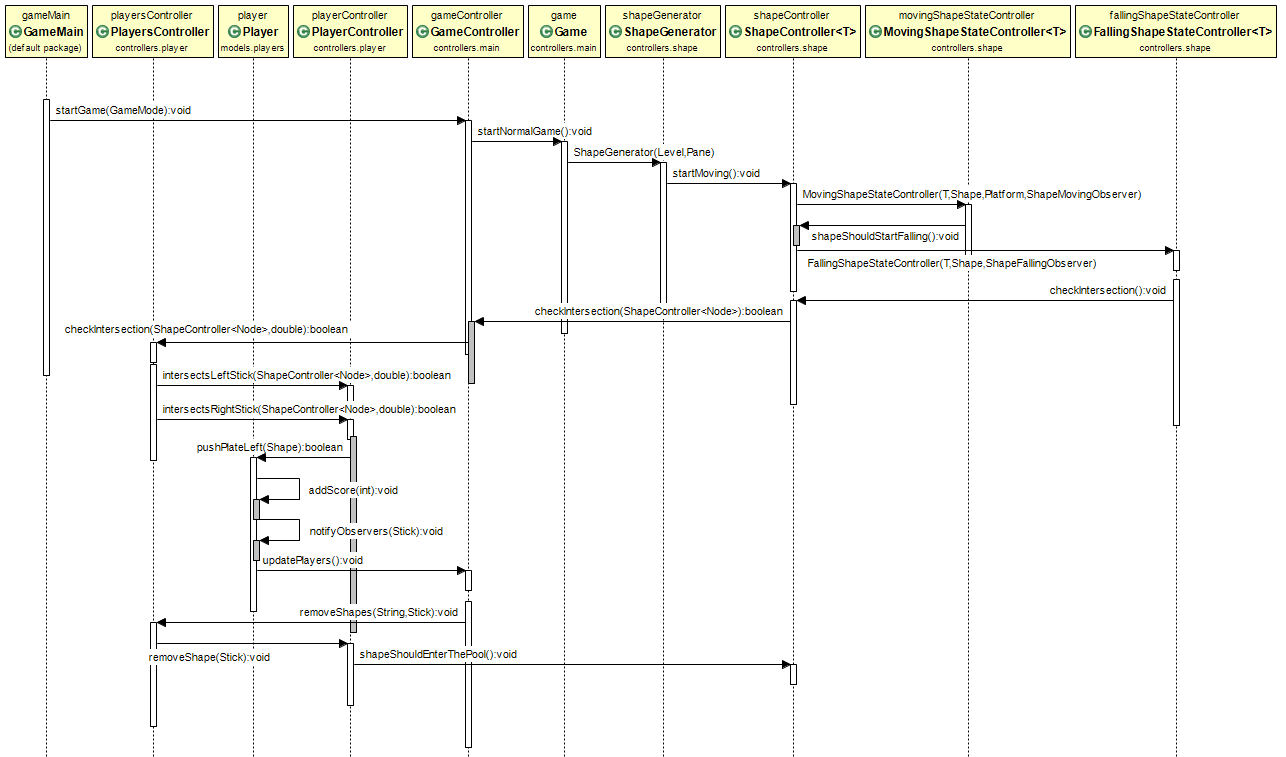 gameMain
GameMain
(default package)
playersController
PlayersController
controllers.player
player
Player
models.players
playerController
PlayerController
controllers.player
gameController
GameController
controllers.main
game
Game
controllers.main
shapeGenerator
ShapeGenerator
controllers.shape
shapeController
ShapeController<T>
controllers.shape
movingShapeStateController
MovingShapeStateController<T>
controllers.shape
fallingShapeStateController
FallingShapeStateController<T>
controllers.shape
startGame(GameMode):void
startNormalGame():void
ShapeGenerator(Level,Pane)
startMoving():void
MovingShapeStateController(T,Shape,Platform,ShapeMovingObserver)
shapeShouldStartFalling():void
FallingShapeStateController(T,Shape,ShapeFallingObserver)
checkIntersection():void
checkIntersection(ShapeController<Node>):boolean
checkIntersection(ShapeController<Node>,double):boolean
intersectsLeftStick(ShapeController<Node>,double):boolean
intersectsRightStick(ShapeController<Node>,double):boolean
pushPlateLeft(Shape):boolean
addScore(int):void
notifyObservers(Stick):void
updatePlayers():void
removeShapes(String,Stick):void
removeShape(Stick):void
shapeShouldEnterThePool():void